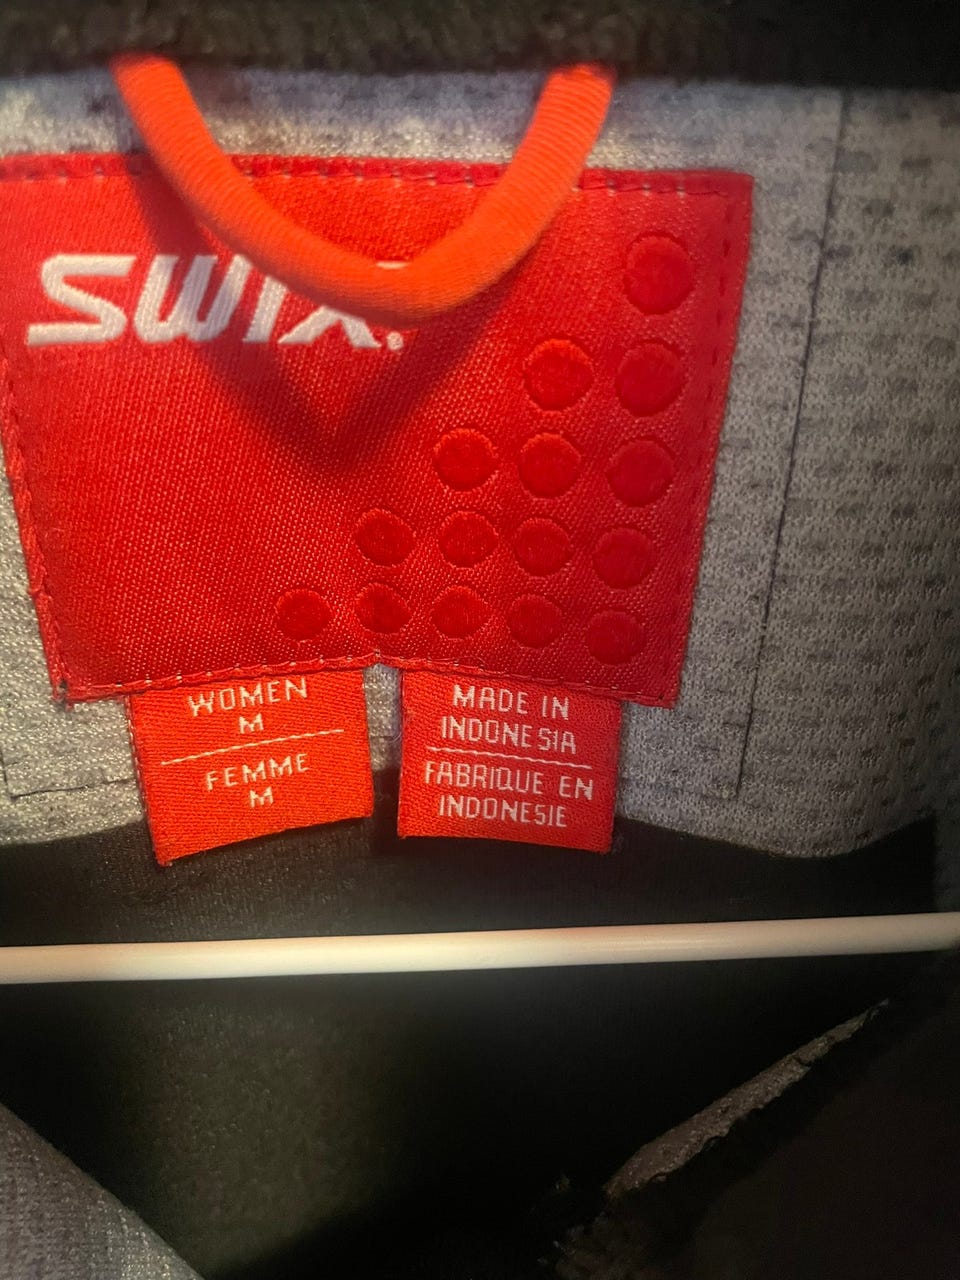 SWIX®
WOMEN
M
FEMME
M
MADE IN
INDONESIA
FABRIQUE EN
INDONESIE